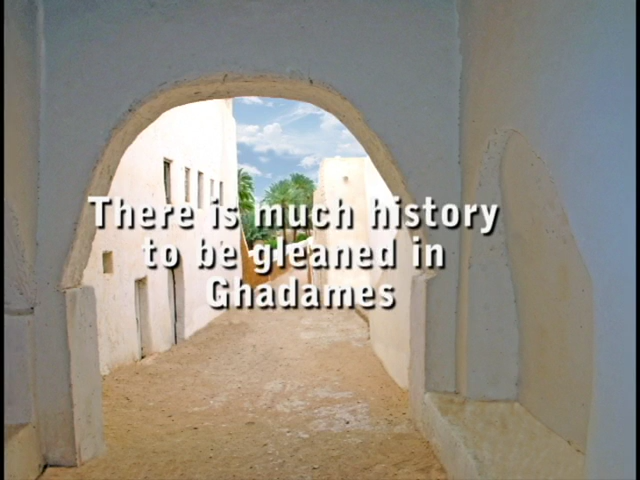 There is much history
to be gleaned in
Ghadames